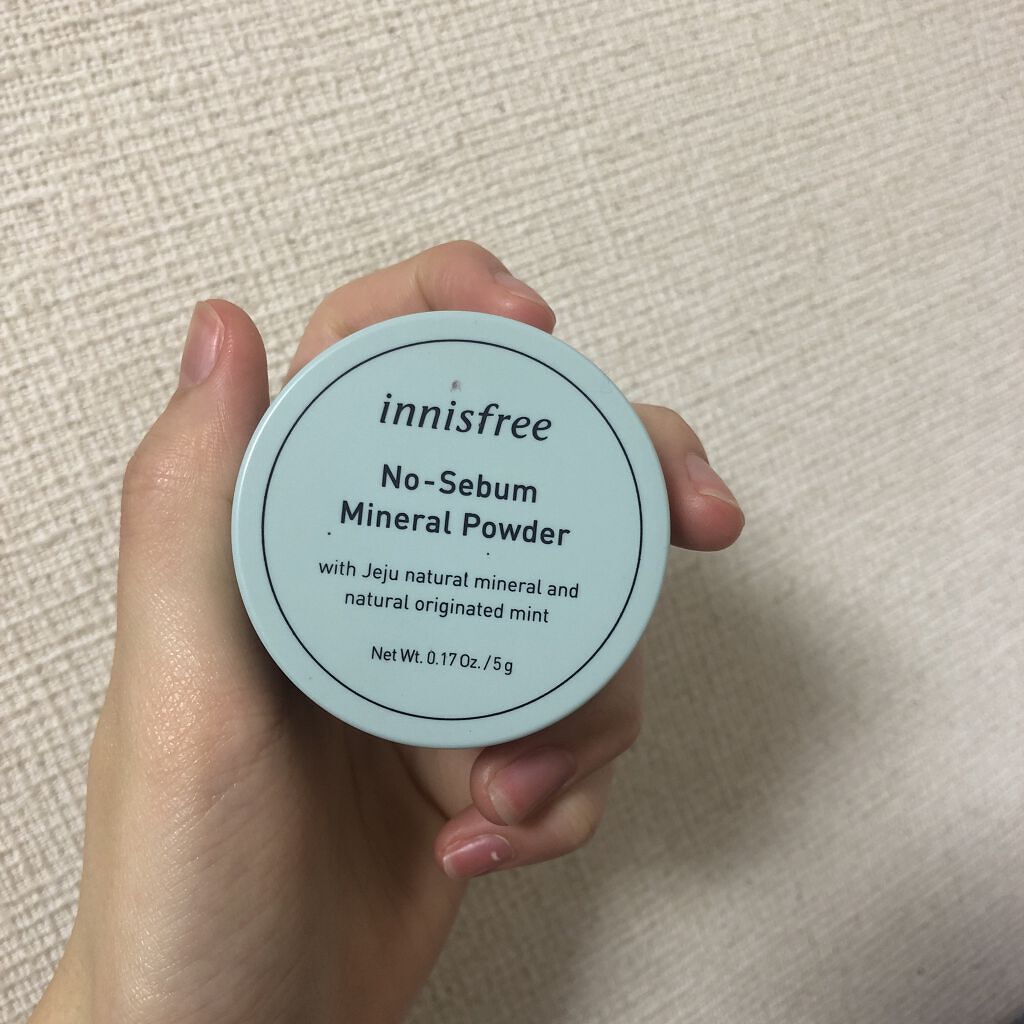 innisfree
No-Sebum
Mineral Powder
with Jeju natural mineral and
natural originated mint
Net Wt. 0.17 Oz. / 5 g